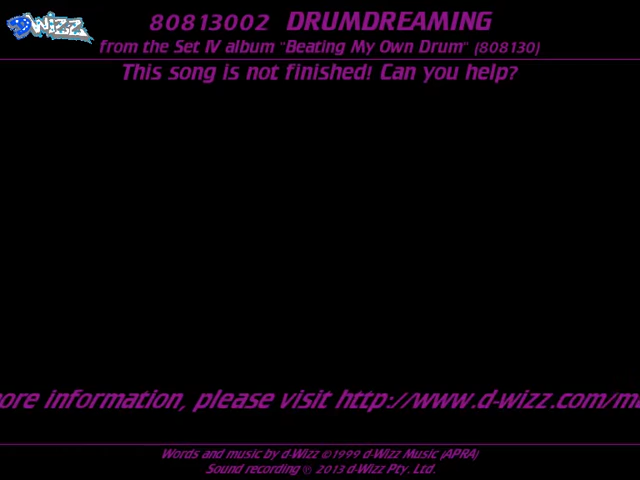 D-Wizz
80813002 DRUMDREAMING
from the Set IV album "Beating My Own Drum" (808130)
This song is not finished! Can you help?
ore information, please visit http://www.d-wizz.com/ma
Words and music by d-Wizz ©1999 d-Wizz Music (APRA)
Sound recording ℗ 2013 d-Wizz Pty. Ltd.